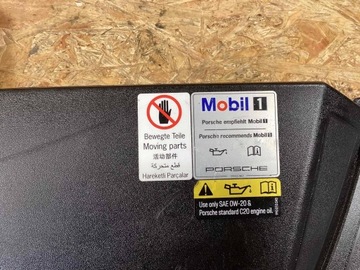 Bewegte Teile
Moving parts
活动部件
قطع متحركة
Hareketli Parçalar
Mobil 1
Porsche empfiehlt Mobil 1
Porsche recommends Mobil 1
PORSCHE
Use only SAE 0W-20 &
Porsche standard C20 engine oil.